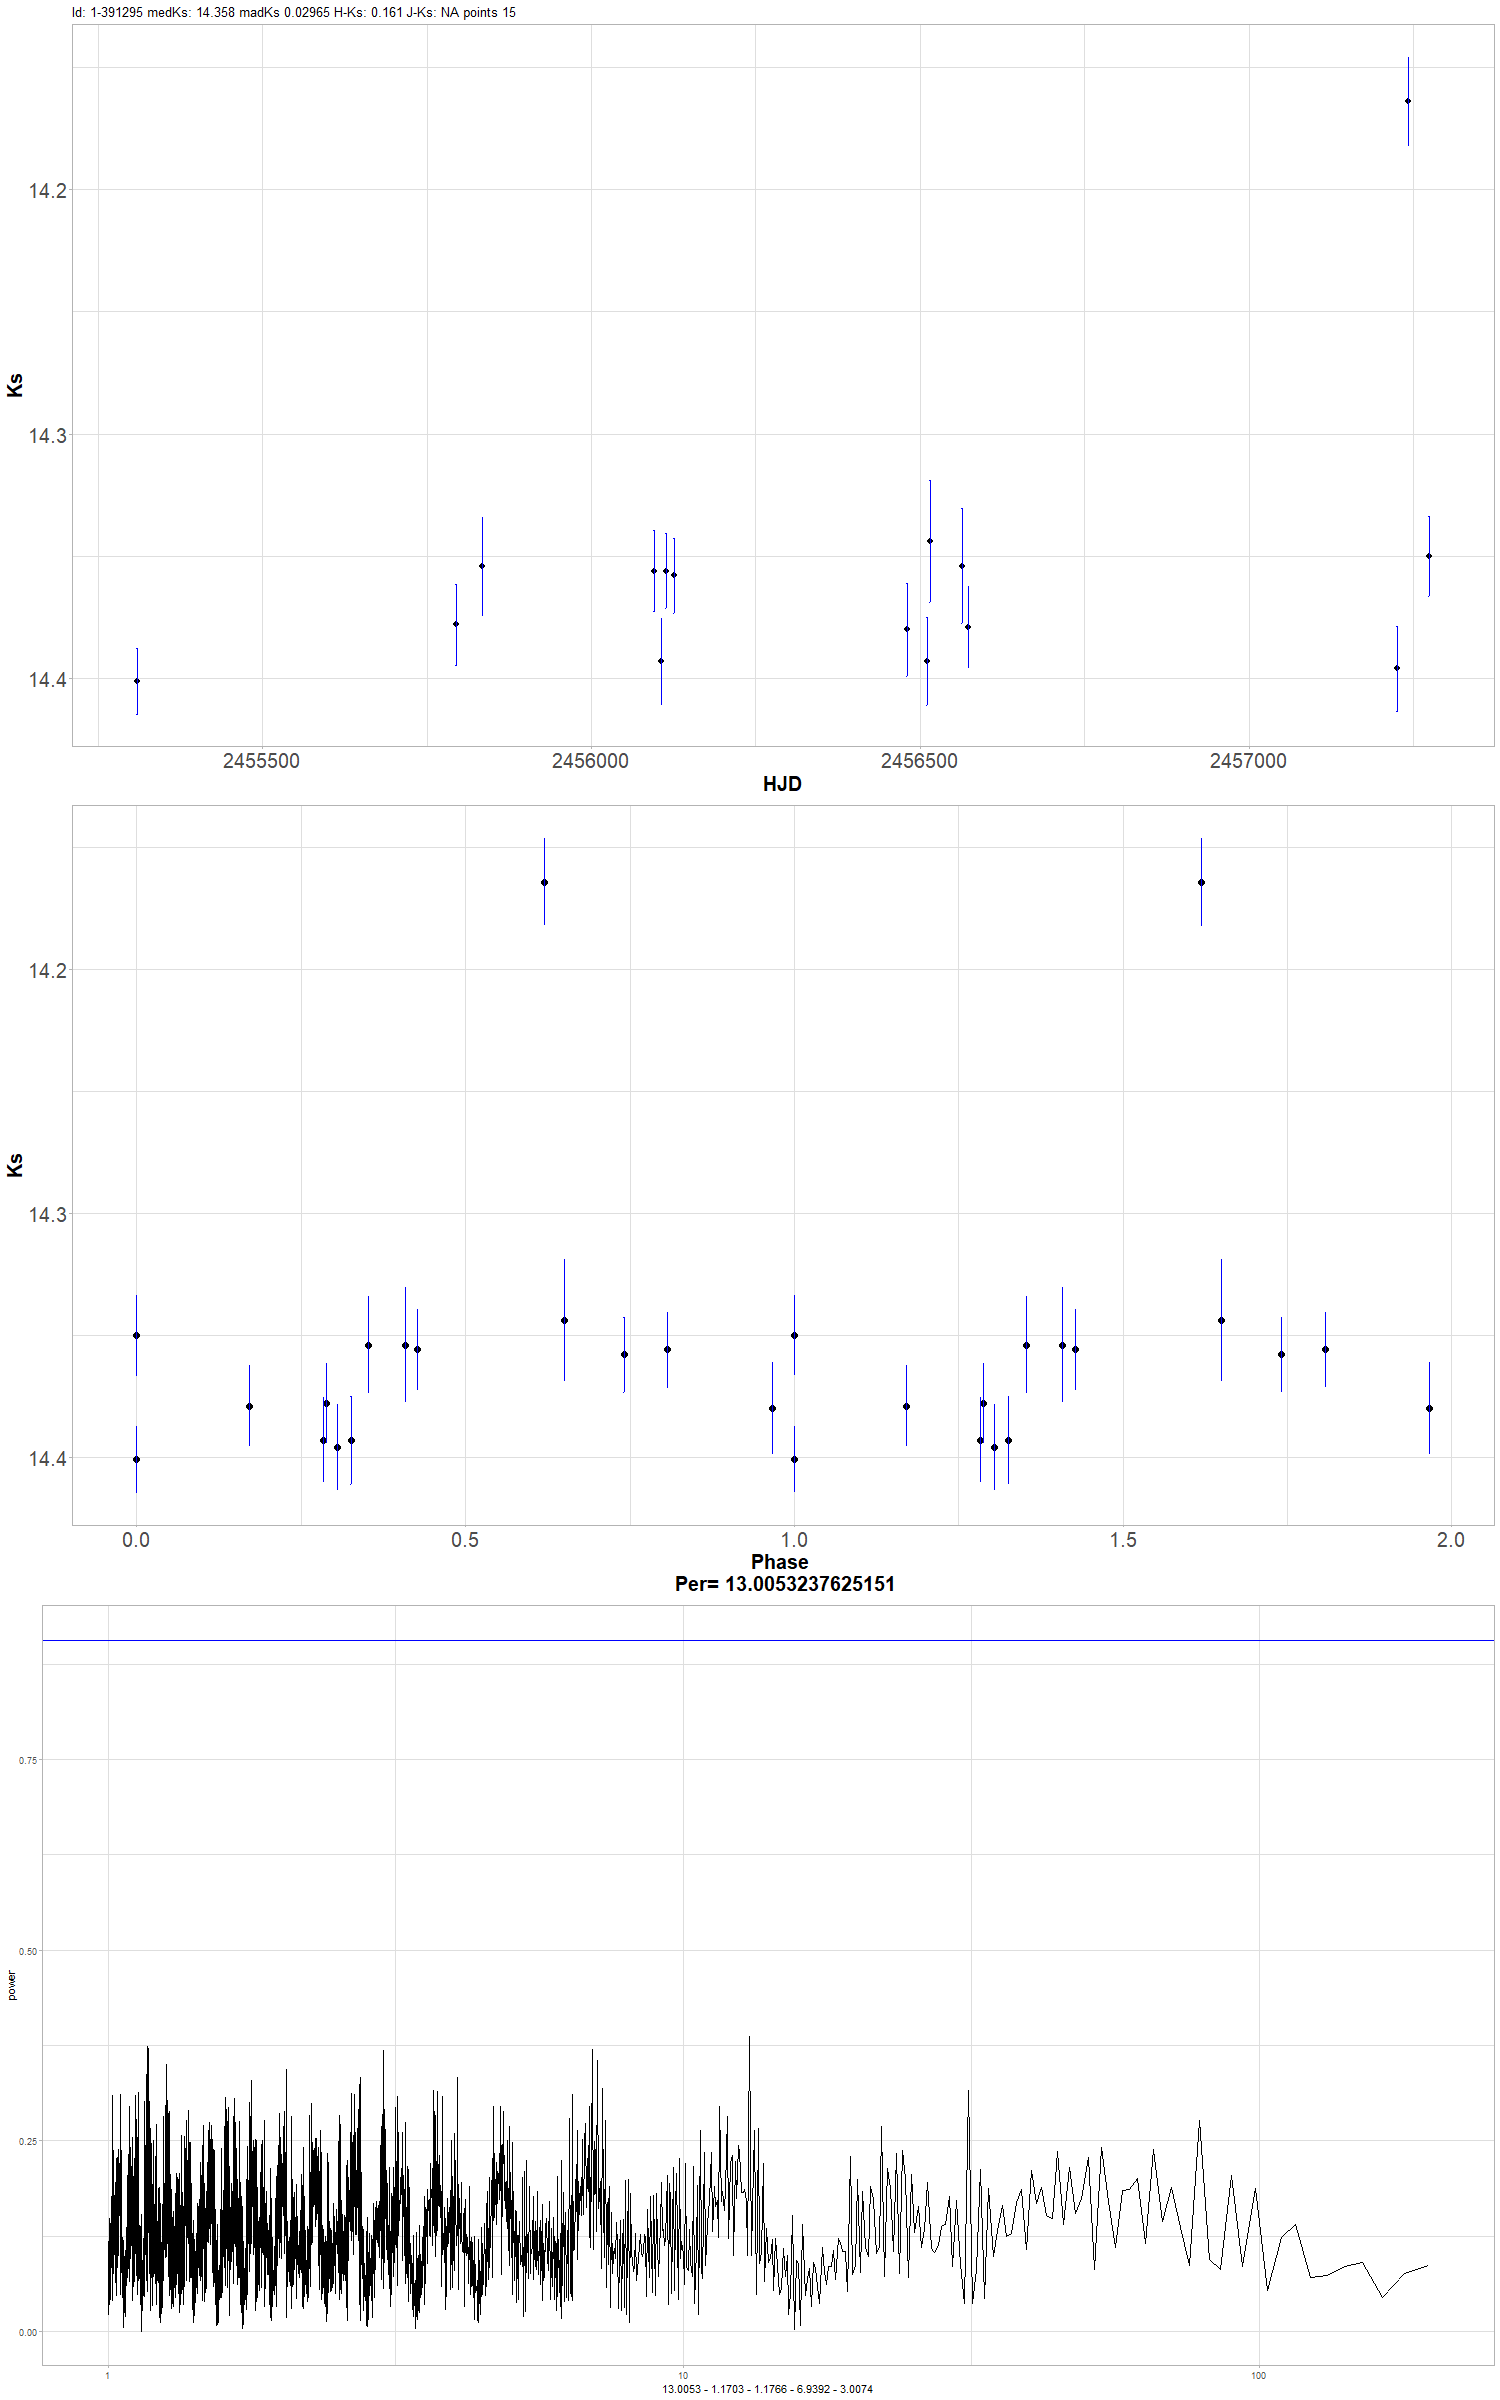 Id: 1-391295 medKs: 14.358 madKs 0.02965 H-Ks: 0.161 J-Ks: NA points 15
14.2
14.3
14.4
Ks
2455500 2456000 2456500 2457000
HJD
14.2
14.3
14.4
Ks
0.0 0.5 1.0 1.5 2.0
Phase
Per= 13.0053237625151
0.75
0.50
0.25
0.00
power
1 10 100
13.0053 - 1.1703 - 1.1766 - 6.9392 - 3.0074